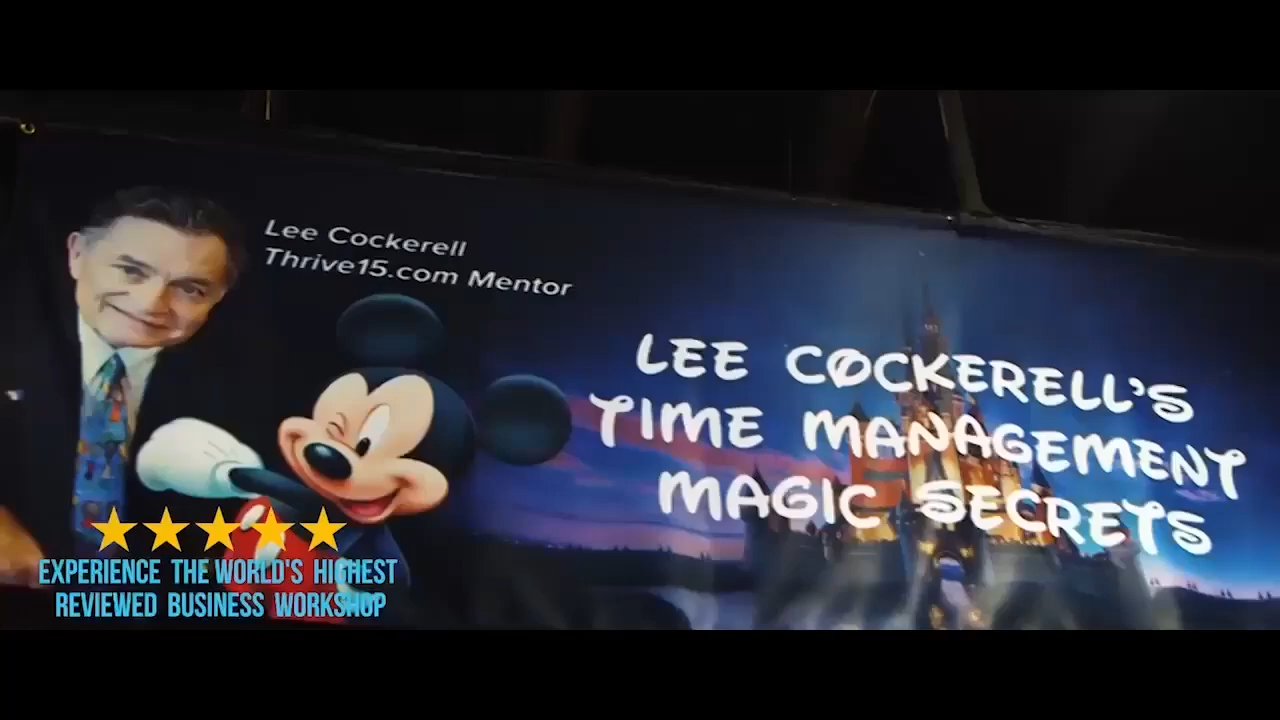 Lee Cockerell
Thrive15.com Mentor
LEE COCKERELL'S
TIME MANAGEMENT
MAGIC SECRETS
EXPERIENCE THE WORLD'S HIGHEST
REVIEWED BUSINESS WORKSHOP